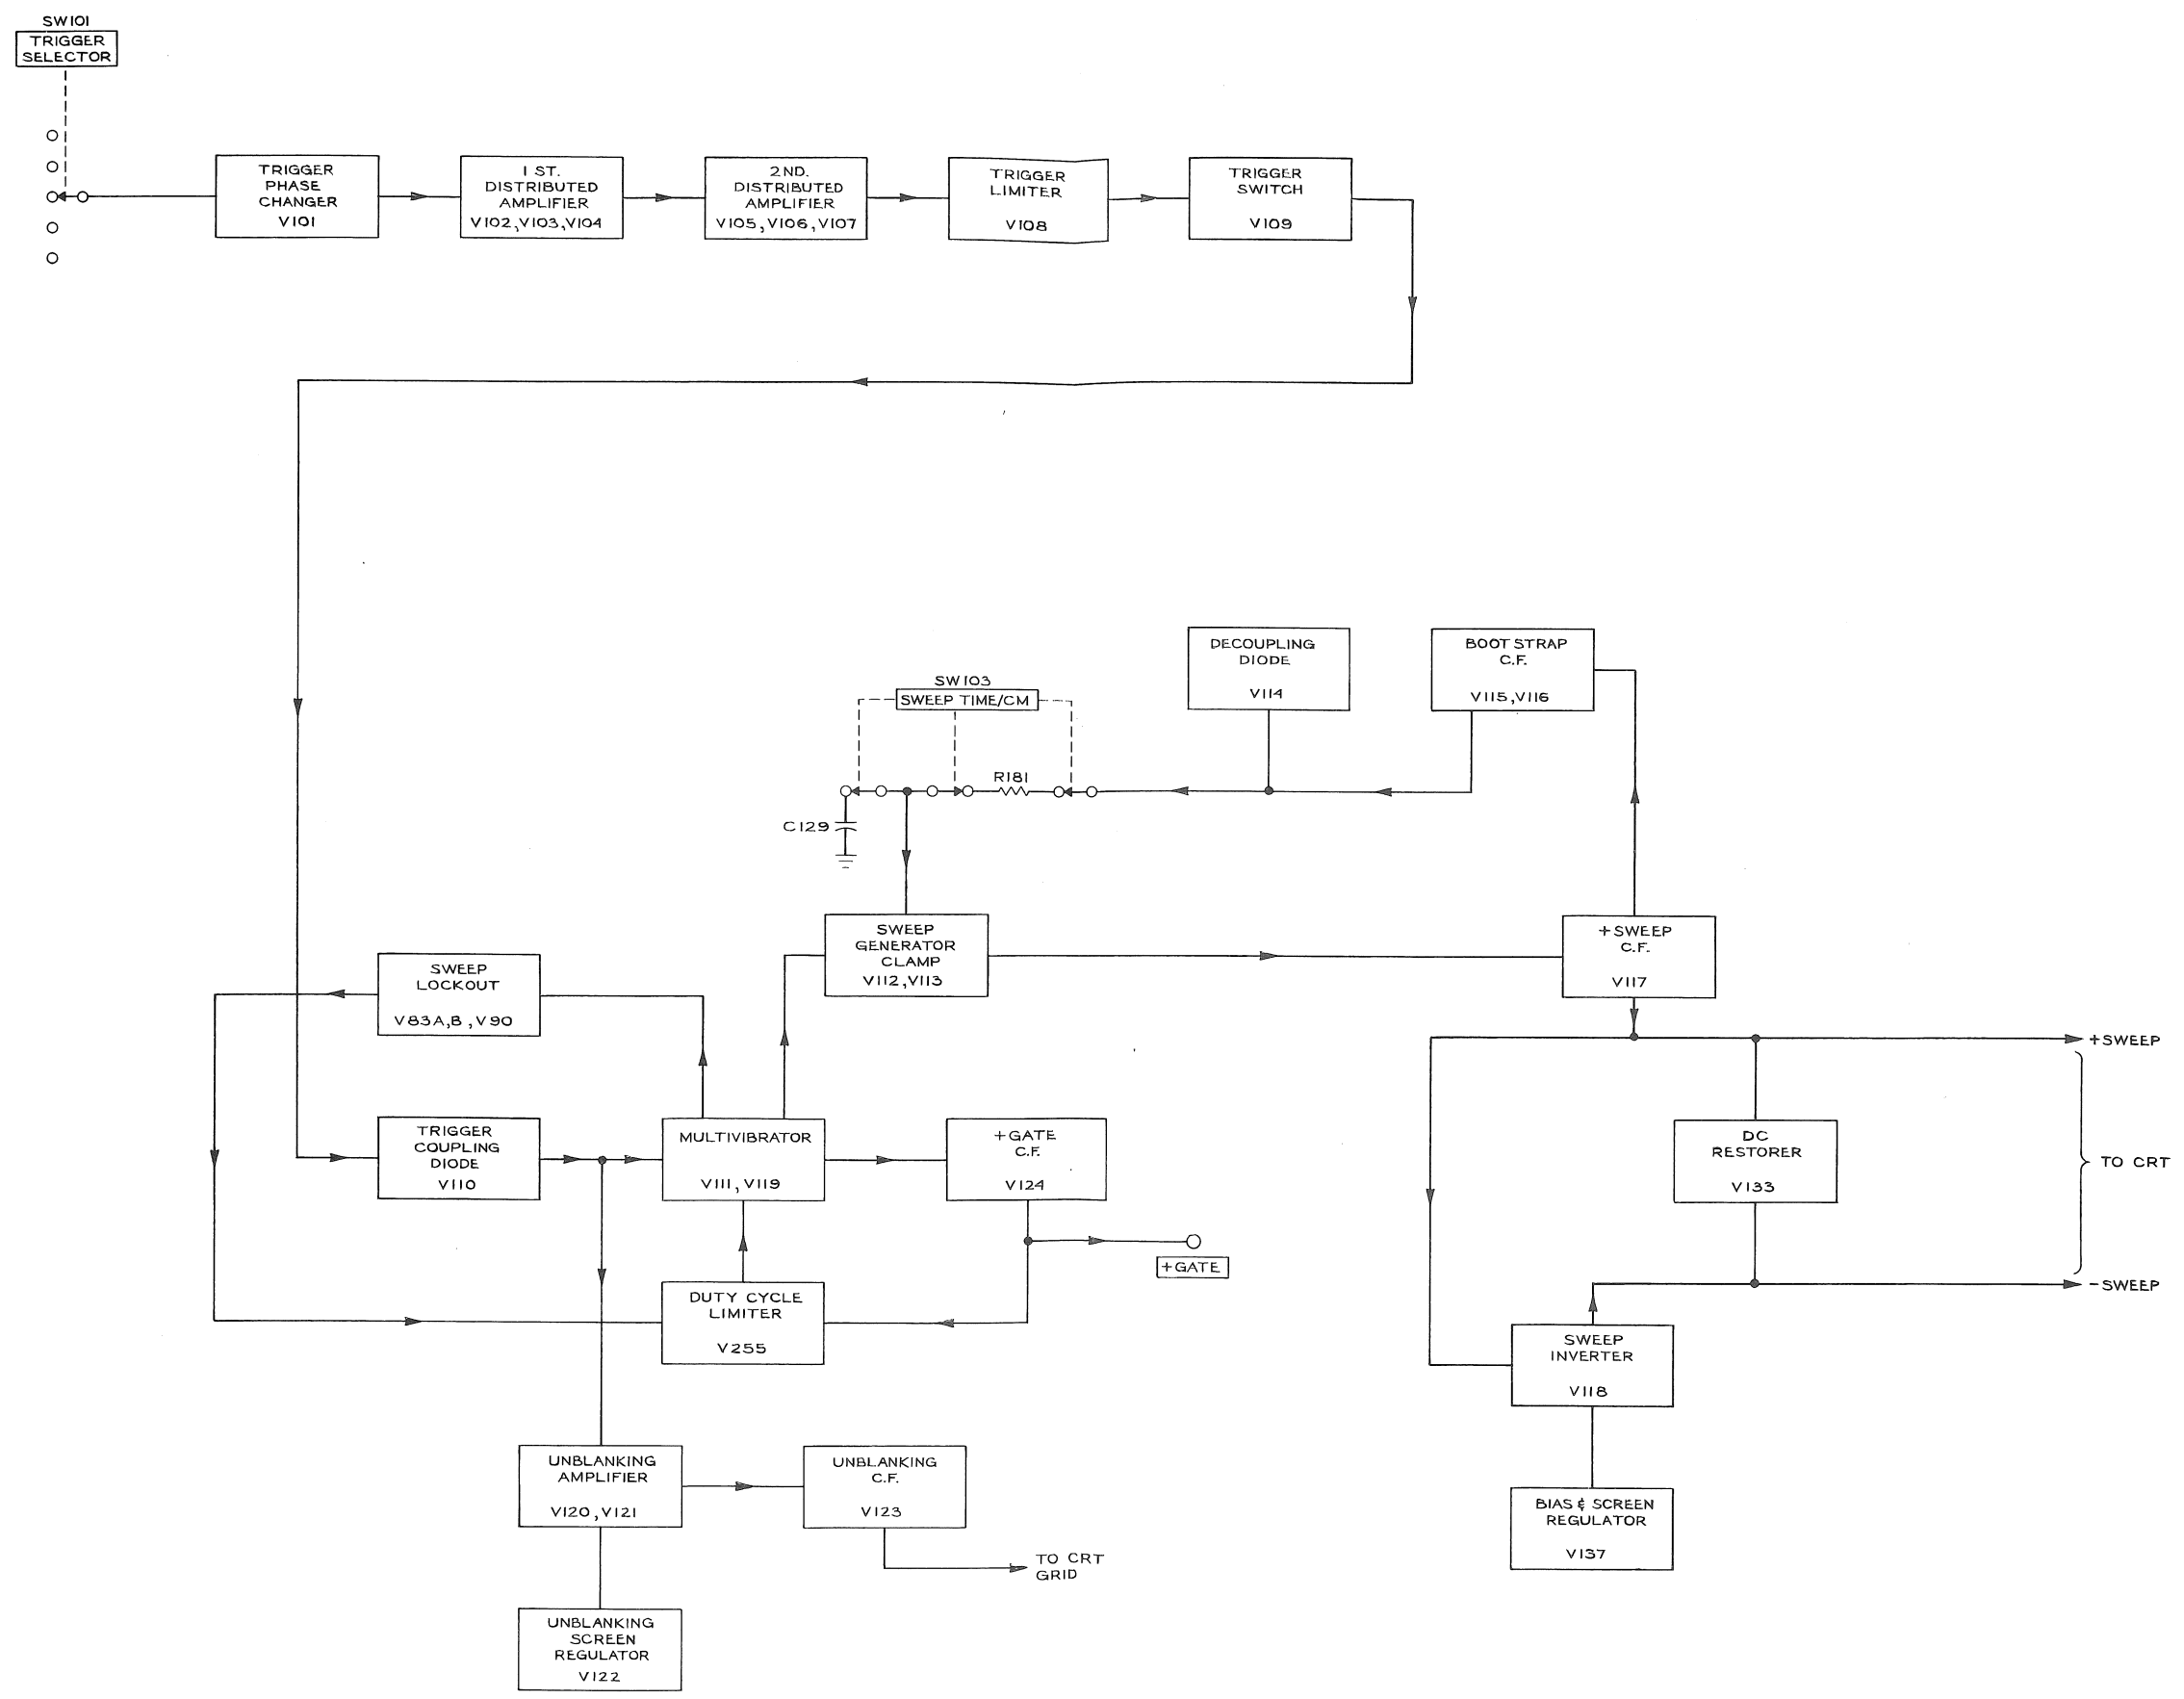 SW101
TRIGGER
SELECTOR
TRIGGER
PHASE
CHANGER
V101
1 ST.
DISTRIBUTED
AMPLIFIER
V102,V103,V104
2ND.
DISTRIBUTED
AMPLIFIER
V105,V106,V107
TRIGGER
LIMITER
V108
TRIGGER
SWITCH
V109
DECOUPLING
DIODE
V114
BOOT STRAP
C.F.
V115,V116
SW103
SWEEP TIME/CM
R181
C129
SWEEP
GENERATOR
CLAMP
V112,V113
+SWEEP
C.F.
V117
SWEEP
LOCKOUT
V83A,B,V90
+SWEEP
TRIGGER
COUPLING
DIODE
V110
MULTIVIBRATOR
V111, V119
+GATE
C.F.
V124
DC
RESTORER
V133
TO CRT
+GATE
-SWEEP
DUTY CYCLE
LIMITER
V255
SWEEP
INVERTER
V118
UNBLANKING
AMPLIFIER
V120,V121
UNBLANKING
C.F.
V123
BIAS & SCREEN
REGULATOR
V137
TO CRT
GRID
UNBLANKING
SCREEN
REGULATOR
V122